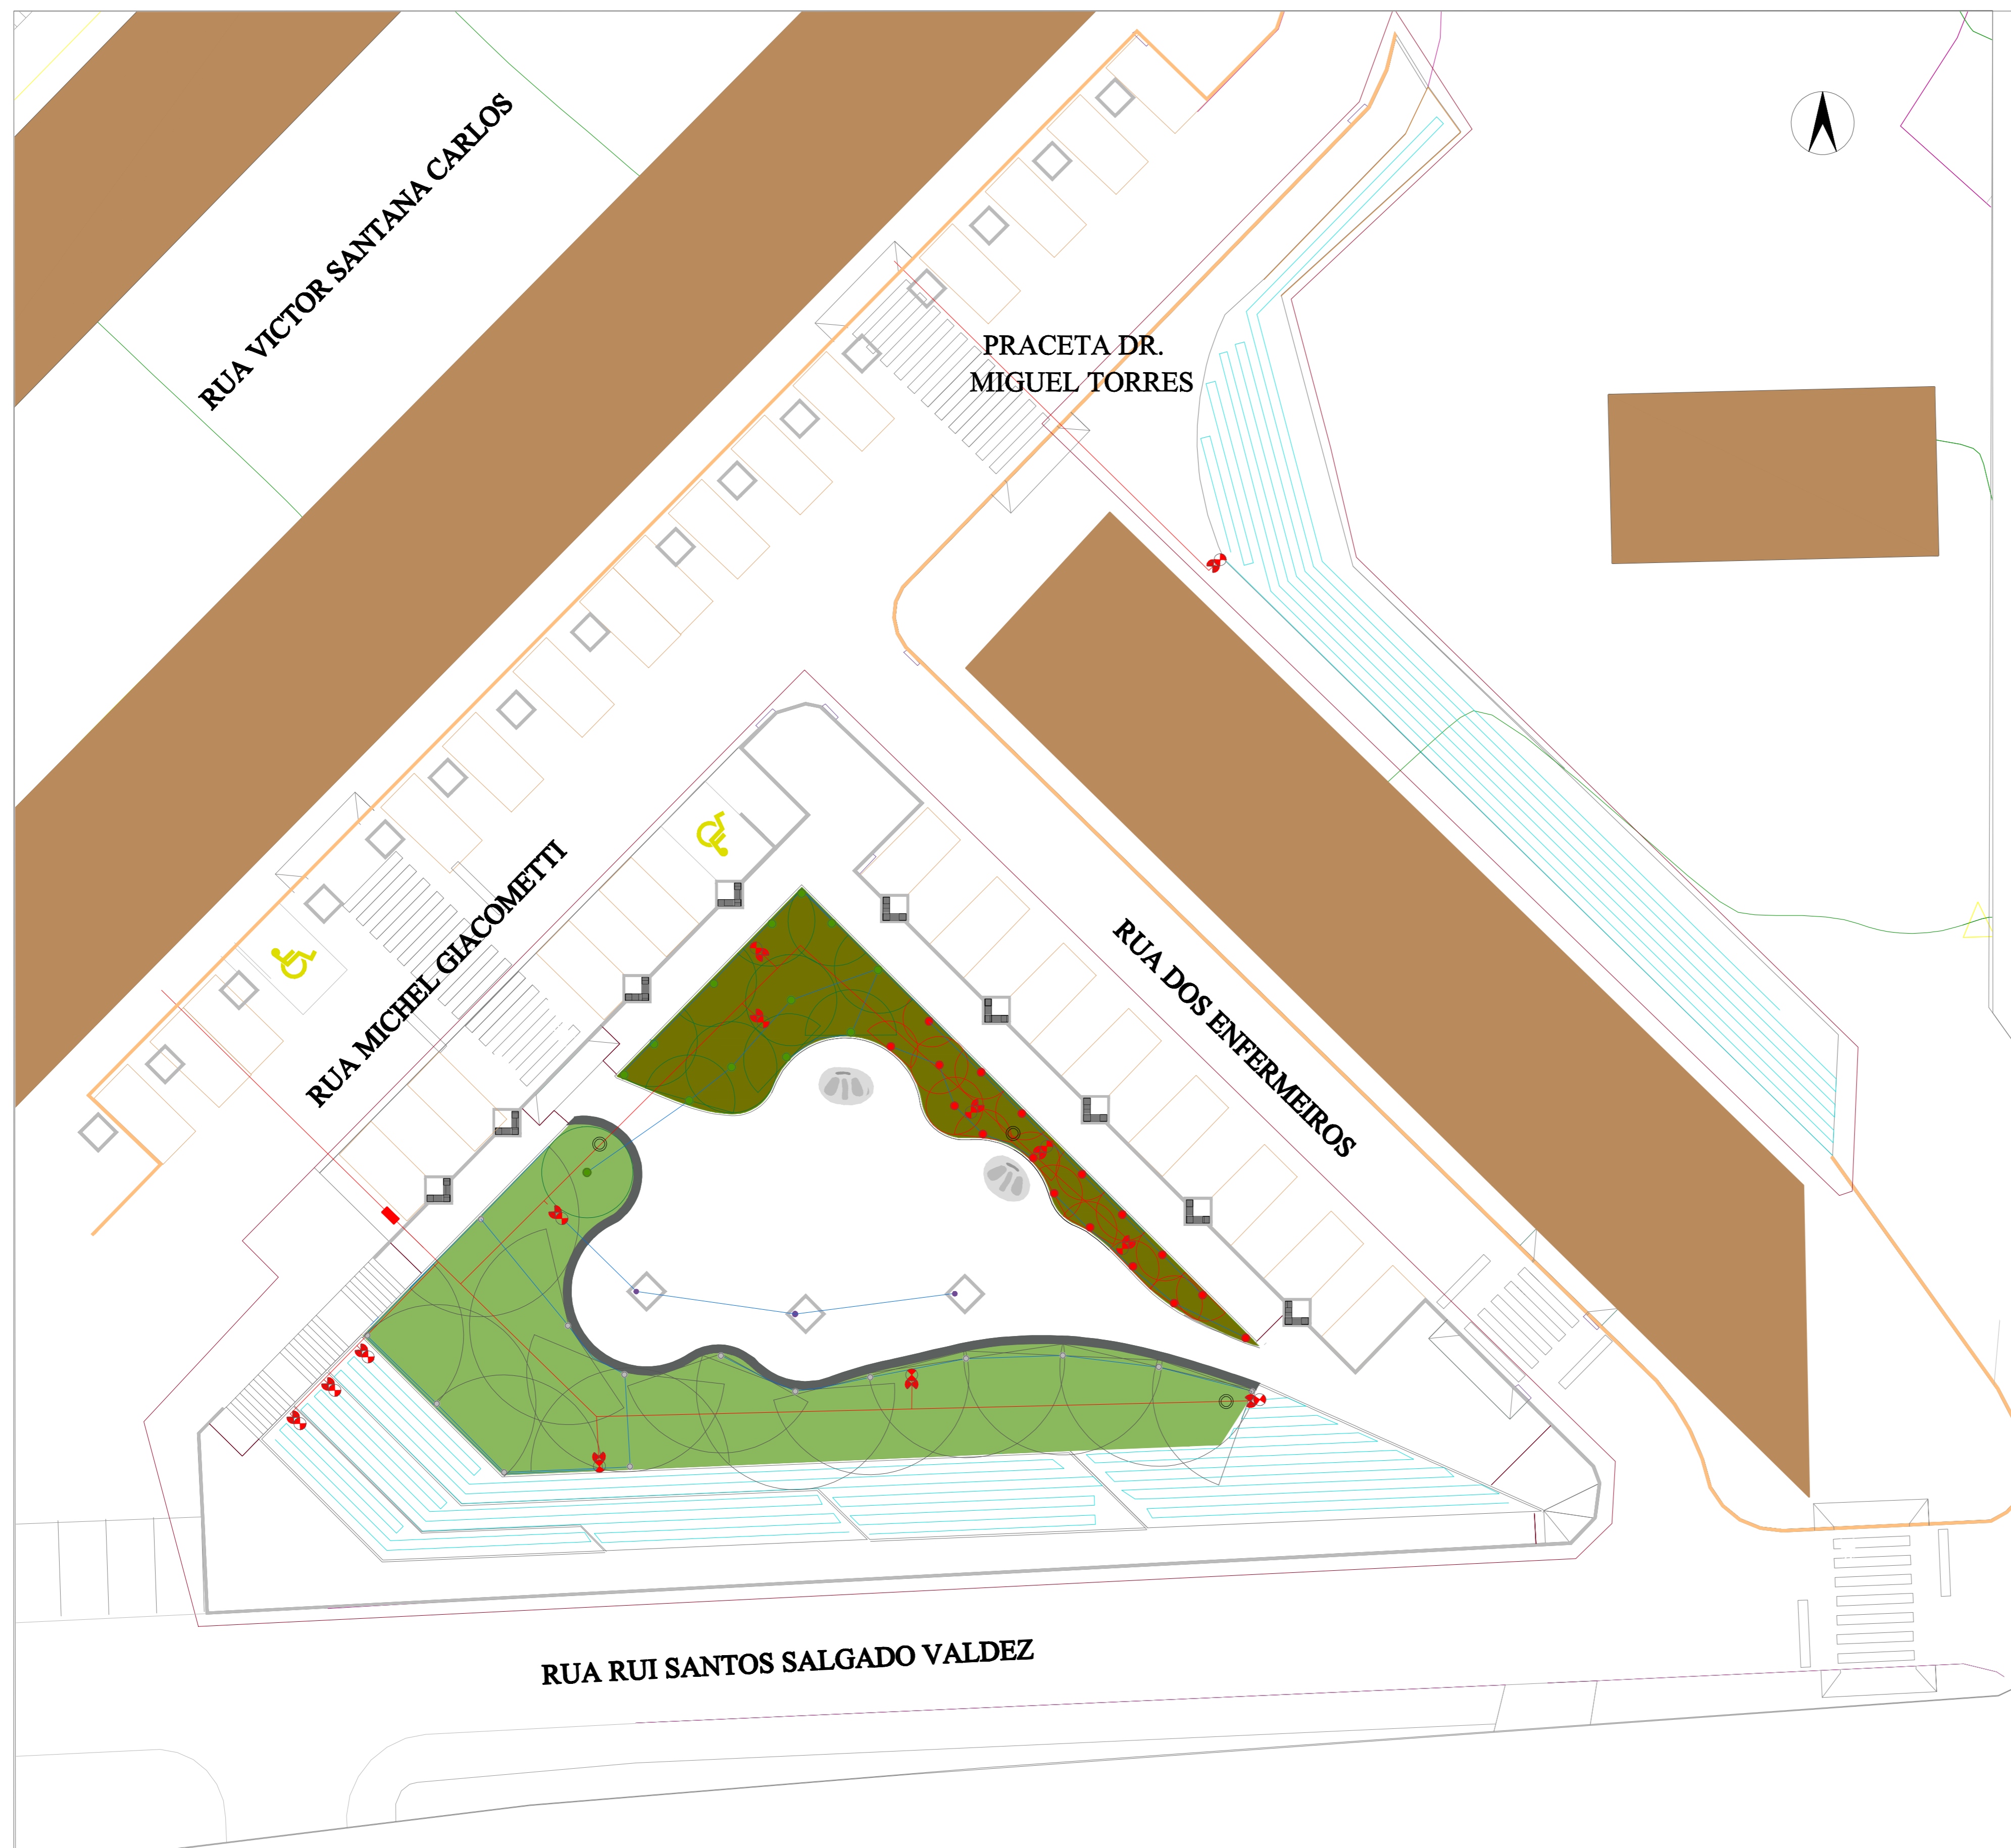 RUA VICTOR SANTANA CARLOS
PRACETA DR.
MIGUEL TORRES
RUA MICHEL GIACOMETTI
RUA DOS ENFERMEIROS
RUA RUI SANTOS SALGADO VALDEZ